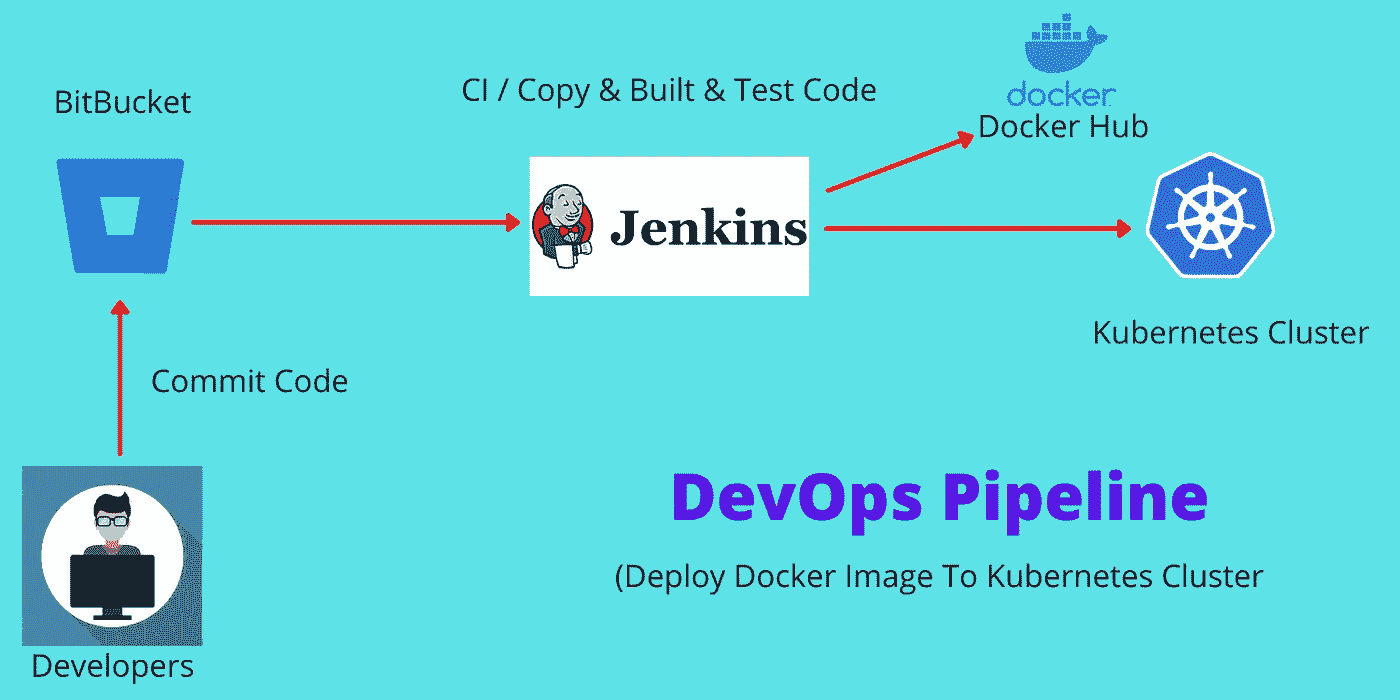 BitBucket
CI / Copy & Built & Test Code
docker
Docker Hub
Jenkins
Kubernetes Cluster
Commit Code
DevOps Pipeline
(Deploy Docker Image To Kubernetes Cluster
Developers